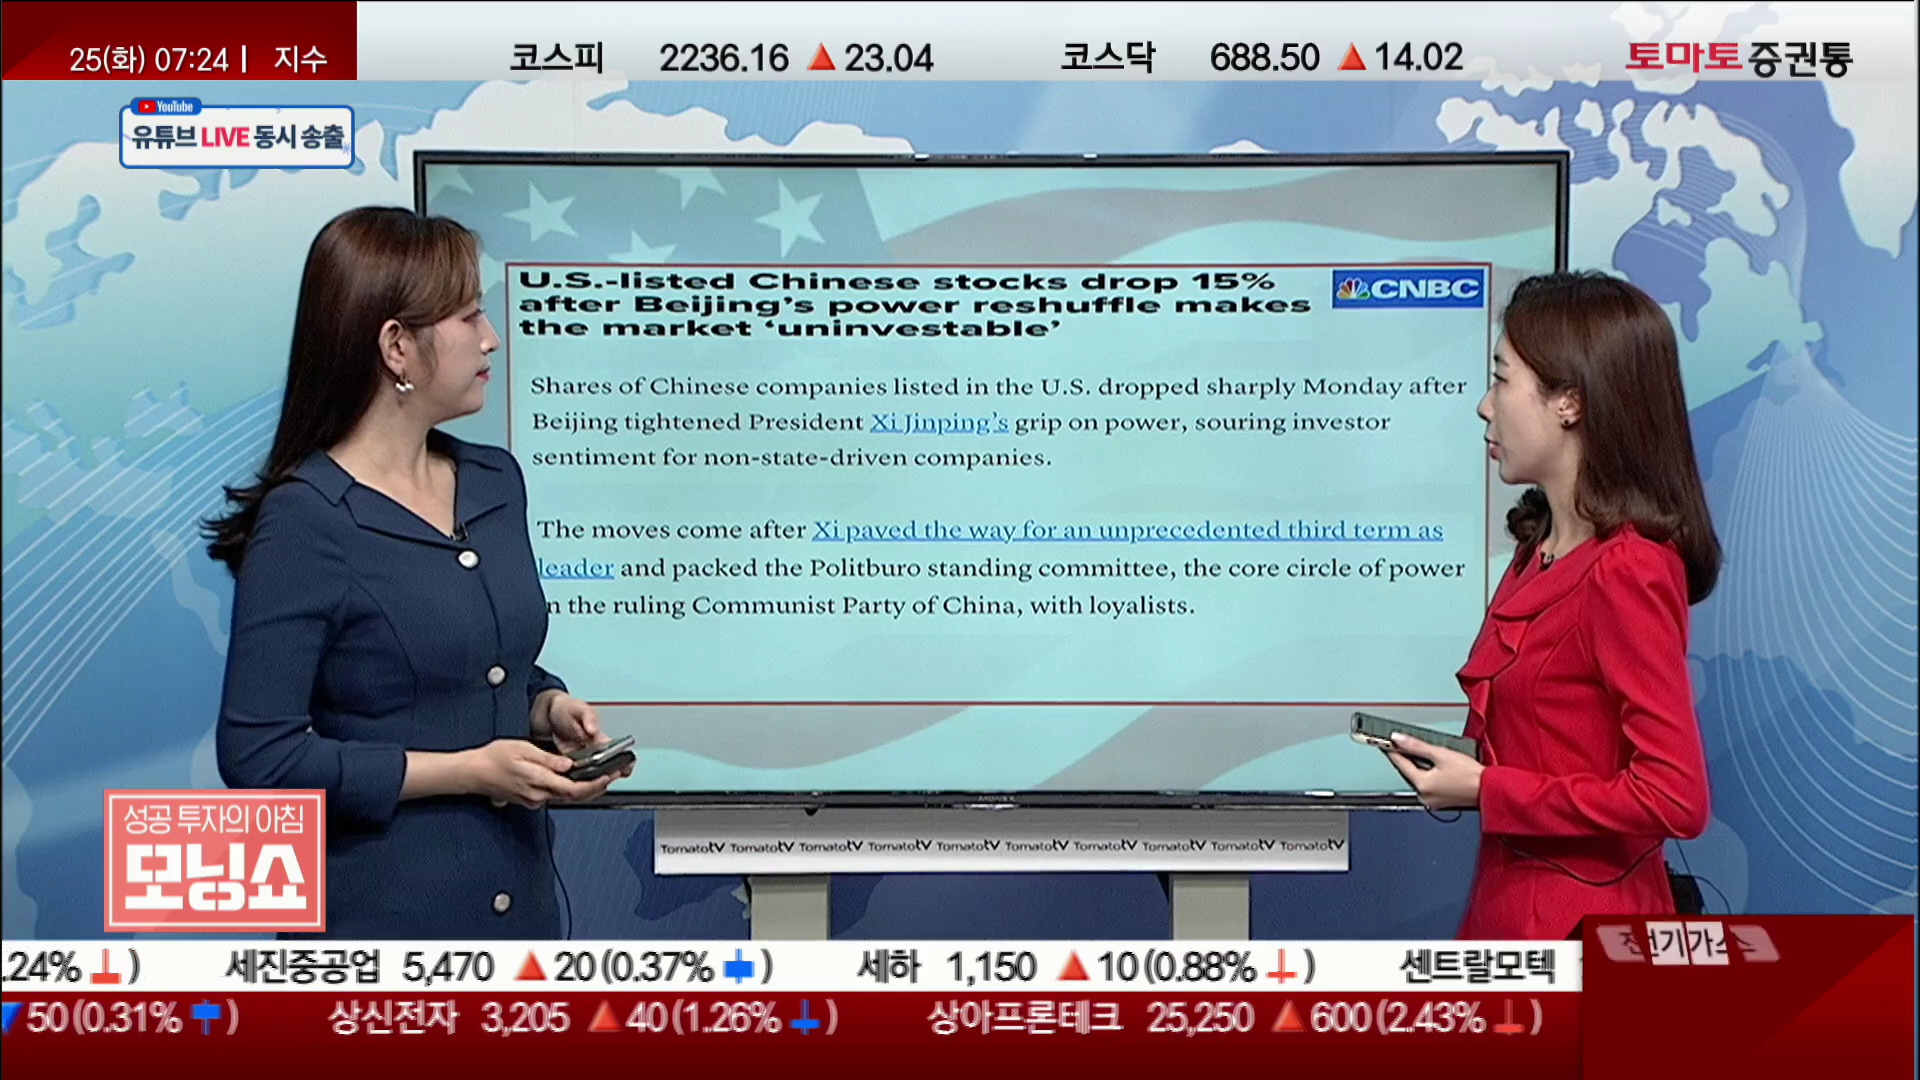 25(화) 07:24 | 지수
코스피 2236.16 ▲ 23.04
코스닥 688.50 ▲ 14.02
토마토증권통
YouTube
유튜브 LIVE 동시 송출
U.S.-listed Chinese stocks drop 15%
after Beijing's power reshuffle makes
the market 'uninvestable'
CNBC
Shares of Chinese companies listed in the U.S. dropped sharply Monday after
Beijing tightened President Xi Jinping's grip on power, souring investor
sentiment for non-state-driven companies.
The moves come after Xi paved the way for an unprecedented third term as
leader and packed the Politburo standing committee, the core circle of power
n the ruling Communist Party of China, with loyalists.
TomatoTV TomatoTV TomatoTV TomatoTV TomatoTV TomatoTV TomatoTV TomatoTV TomatoTV TomatoTV
성공 투자의 아침
모닝쇼
.24% ) 세진중공업 5,470 ▲ 20 (0.37% ) 세하 1,150 ▲ 10 (0.88% ) 센트랄모텍
▼ 50 (0.31% ) 상신전자 3,205 ▲ 40 (1.26% ) 상아프론테크 25,250 ▲ 600 (2.43% )